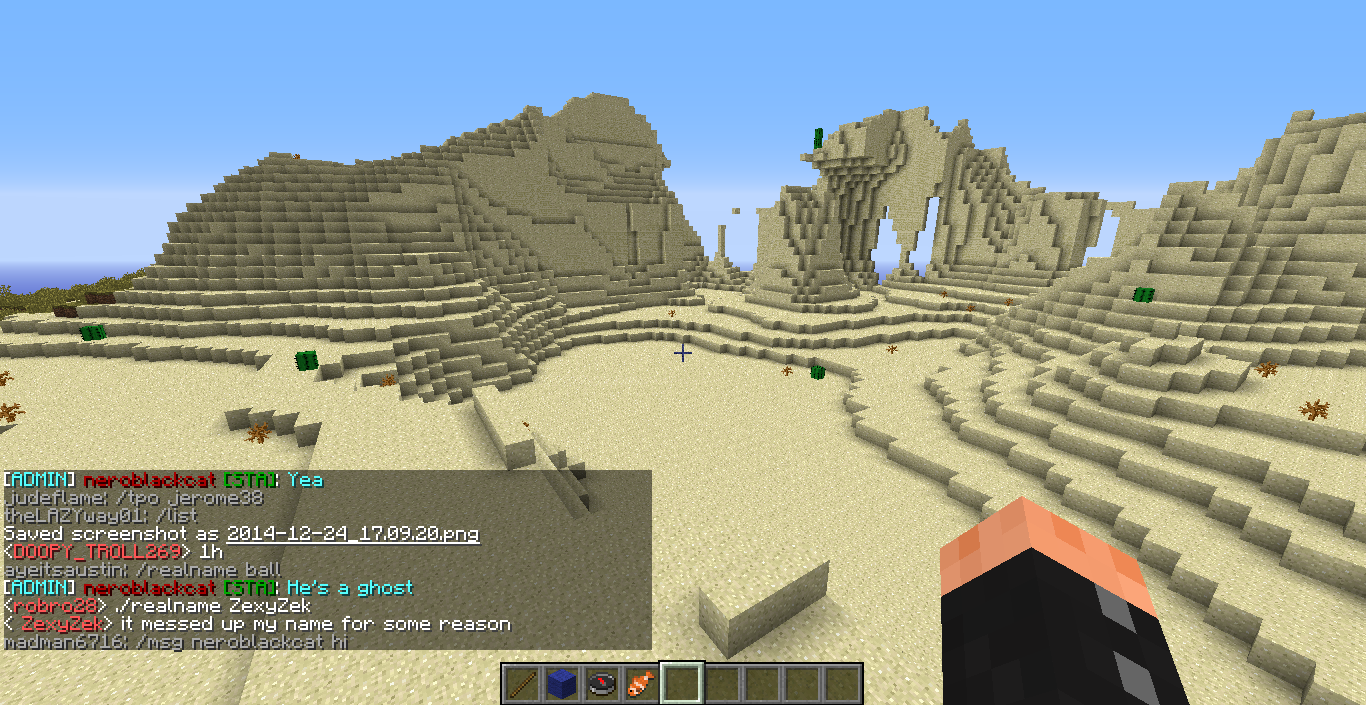 [ADMIN] neroblackcat [STA]: Yea
judeflame: /tpo jerome38
theLAZYway01: /list
Saved screenshot as 2014-12-24_17.09.20.png
<DOOPY_TROLL269> 1h
ayeitsaustin: /realname ball
[ADMIN] neroblackcat [STA]: He's a ghost
<robro28> ./realname ZexyZek
< ZexyZek> it messed up my name for some reason
madman6716: /msg neroblackcat hi